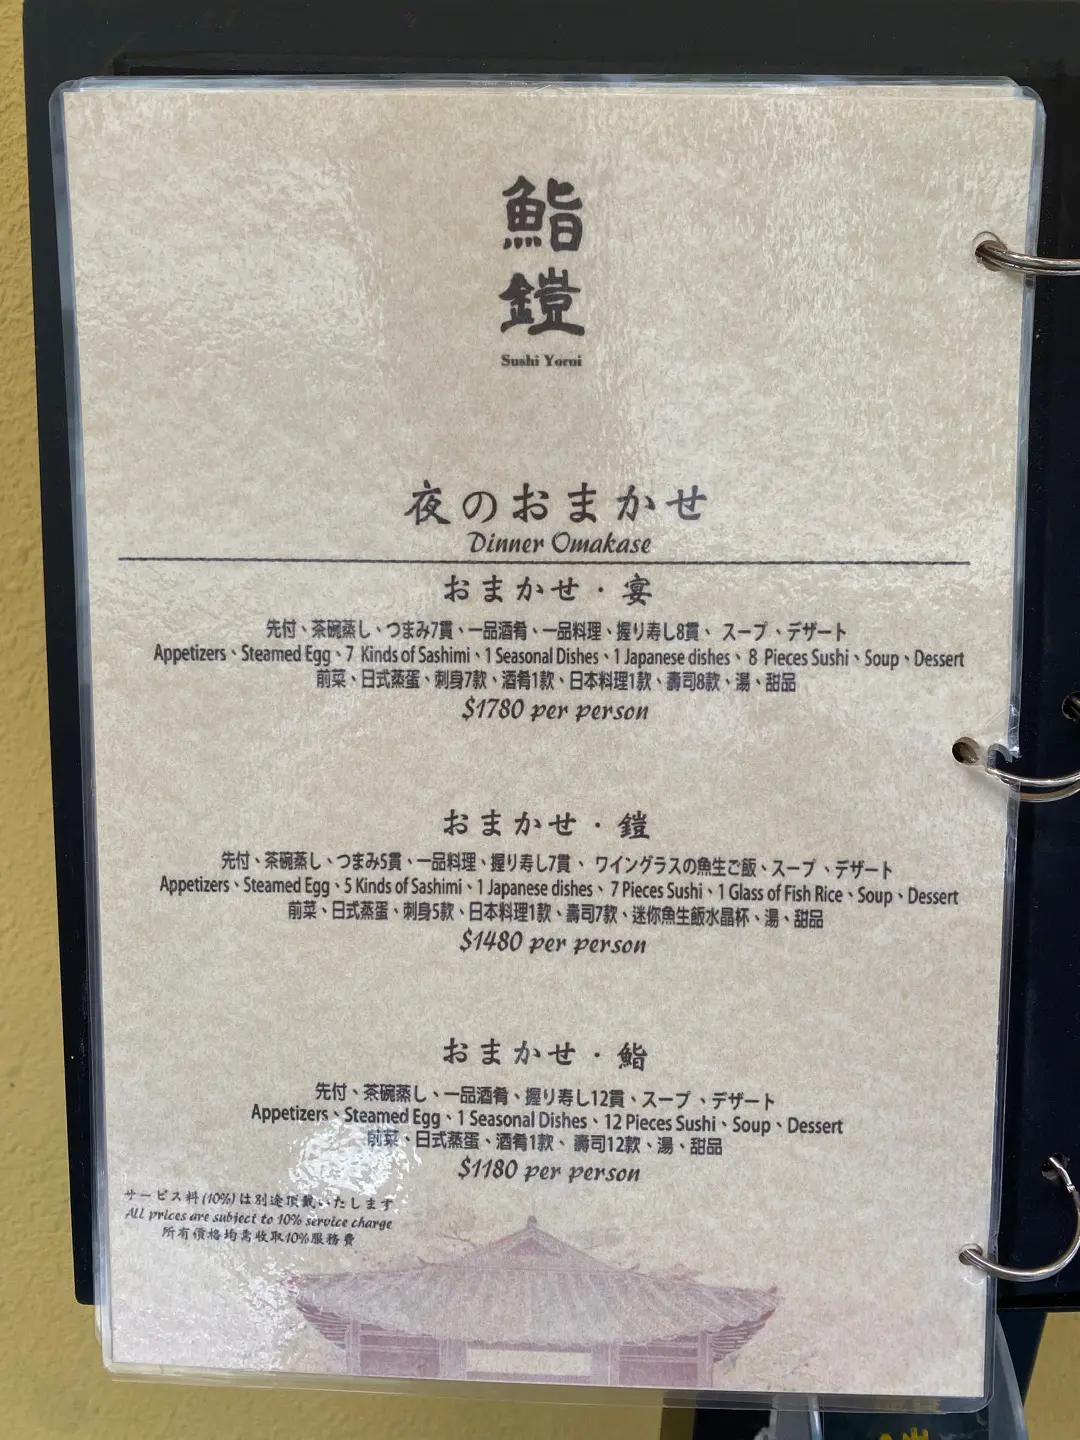 鮨
鎧
Sushi Yoroi
夜のおまかせ
Dinner Omakase
おまかせ・宴
先付、茶碗蒸し、つまみ7貫、一品酒肴、一品料理、握り寿し8貫、 スープ 、デザート
Appetizers、Steamed Egg、7 Kinds of Sashimi、1 Seasonal Dishes、1 Japanese dishes、 8 Pieces Sushi、Soup、Dessert
前菜、日式蒸蛋、刺身7款、酒肴1款、日本料理1款、壽司8款、湯、甜品
$1780 per person
おまかせ・鎧
先付、茶碗蒸し、つまみ5貫、一品料理、握り寿し7貫、 ワイングラスの魚生ご飯、スープ 、デザート
Appetizers、Steamed Egg、5 Kinds of Sashimi、1 Japanese dishes、 7 Pieces Sushi、1 Glass of Fish Rice、Soup、Dessert
前菜、日式蒸蛋、刺身5款、日本料理1款、壽司7款、迷你魚生飯水晶杯、湯、甜品
$1480 per person
おまかせ・鮨
先付、茶碗蒸し、一品酒肴、握り寿し12貫、スープ 、デザート
Appetizers、Steamed Egg、1 Seasonal Dishes、12 Pieces Sushi、Soup、Dessert
前菜、日式蒸蛋、酒肴1款、 壽司12款、湯、甜品
$1180 per person
サービス料(10%)は別途頂戴いたします
All prices are subject to 10% service charge
所有價格均需收取10%服務費